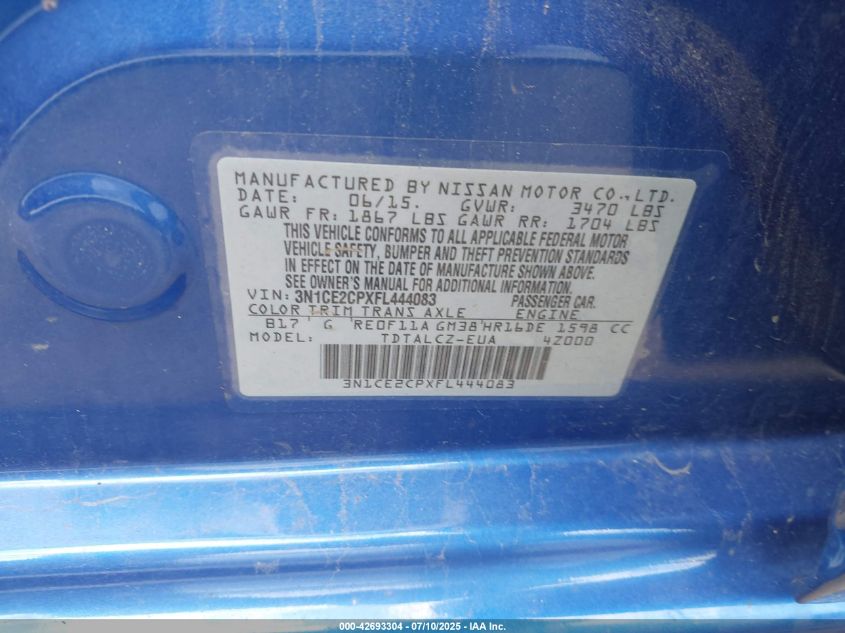 MANUFACTURED BY NISSAN MOTOR CO., LTD.
DATE: 06/15. GVWR: 3470 LBS
GAWR FR: 1867 LBS GAWR RR: 1704 LBS
THIS VEHICLE CONFORMS TO ALL APPLICABLE FEDERAL MOTOR
VEHICLE SAFETY, BUMPER AND THEFT PREVENTION STANDARDS
IN EFFECT ON THE DATE OF MANUFACTURE SHOWN ABOVE.
SEE OWNER'S MANUAL FOR ADDITIONAL INFORMATION.
VIN: 3N1CE2CPXFL444083 PASSENGER CAR.
COLOR TRIM TRANS AXLE ENGINE
B17 G RE0F11A GM38 HR16DE 1598 CC
MODEL: TDTALCZ-EUA 4Z000
3N1CE2CPXFL444083
000-42693304 - 07/10/2025 - IAA Inc.